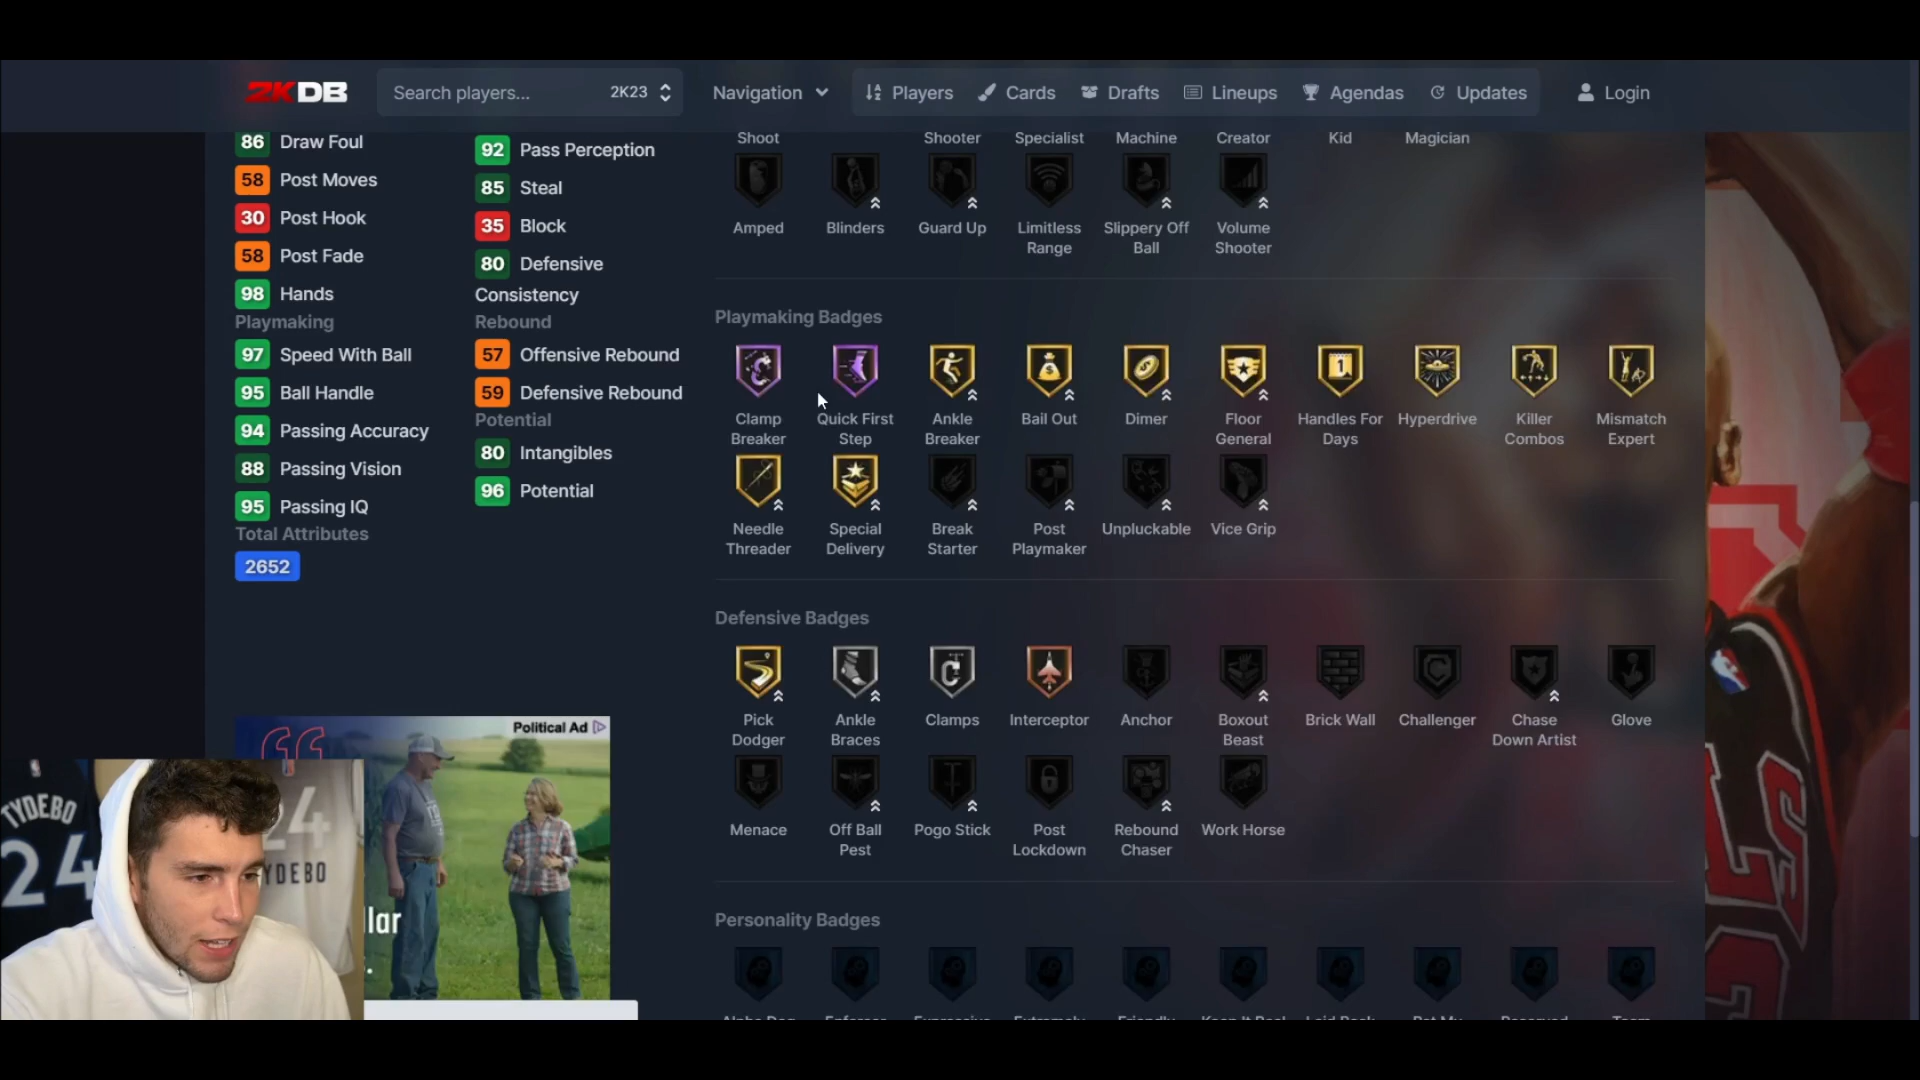 2KDB
Search players... 2K23
Navigation
Players
Cards
Drafts
Lineups
Agendas
Updates
Login
86 Draw Foul
58 Post Moves
30 Post Hook
58 Post Fade
98 Hands
Playmaking
97 Speed With Ball
95 Ball Handle
94 Passing Accuracy
88 Passing Vision
95 Passing IQ
Total Attributes
2652
92 Pass Perception
85 Steal
35 Block
80 Defensive
Consistency
Rebound
57 Offensive Rebound
59 Defensive Rebound
Potential
80 Intangibles
96 Potential
Shoot Shooter Specialist Machine Creator Kid Magician
Amped Blinders Guard Up Limitless Slippery Off Volume
Range Ball Shooter
Playmaking Badges
Clamp Quick First Ankle Bail Out Dimer Floor Handles For Hyperdrive Killer Mismatch
Breaker Step Breaker General Days Combos Expert
Needle Special Break Post Unpluckable Vice Grip
Threader Delivery Starter Playmaker
Defensive Badges
Pick Ankle Clamps Interceptor Anchor Boxout Brick Wall Challenger Chase Glove
Dodger Braces Beast Down Artist
Menace Off Ball Pogo Stick Post Rebound Work Horse
Pest Lockdown Chaser
Personality Badges
Political Ad
TYDEBO
24
24
YDEBO
llar